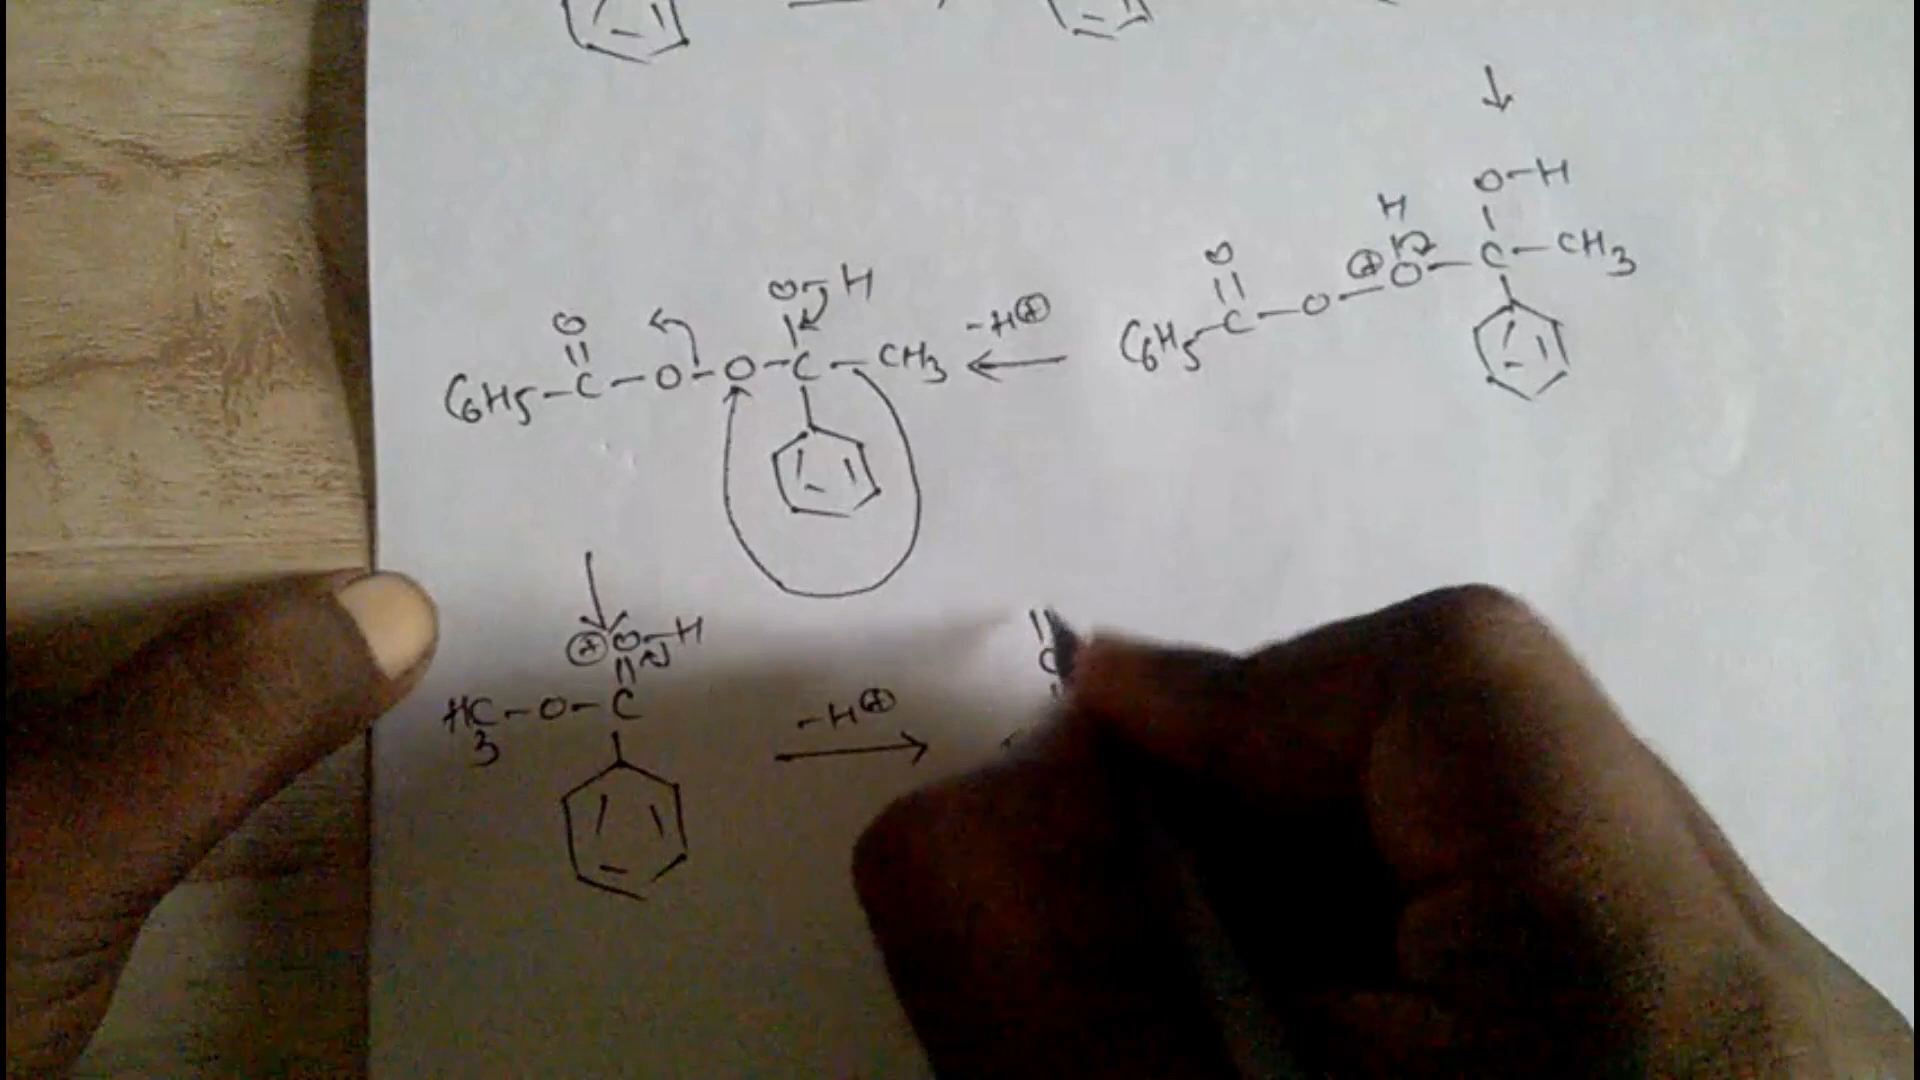 O-H
H
⊕O-C-CH3
O
C6H5-C-O-
O-H
O
C6H5-C-O-O-C-CH3
-H⊕
⊕O-H
H3C-O-C
-H⊕
C